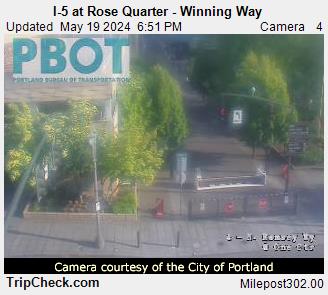 I-5 at Rose Quarter - Winning Way
Updated  May 19 2024  6:51 PM
Camera  4
PBOT
PORTLAND BUREAU OF TRANSPORTATION
Camera courtesy of the City of Portland
TripCheck.com
Milepost302.00